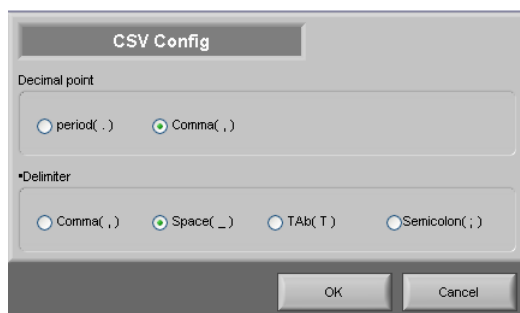 CSV Config
Decimal point
period( . ) Comma( , )
▪Delimiter
Comma( , ) Space( _ ) TAb( T ) Semicolon( ; )
OK Cancel